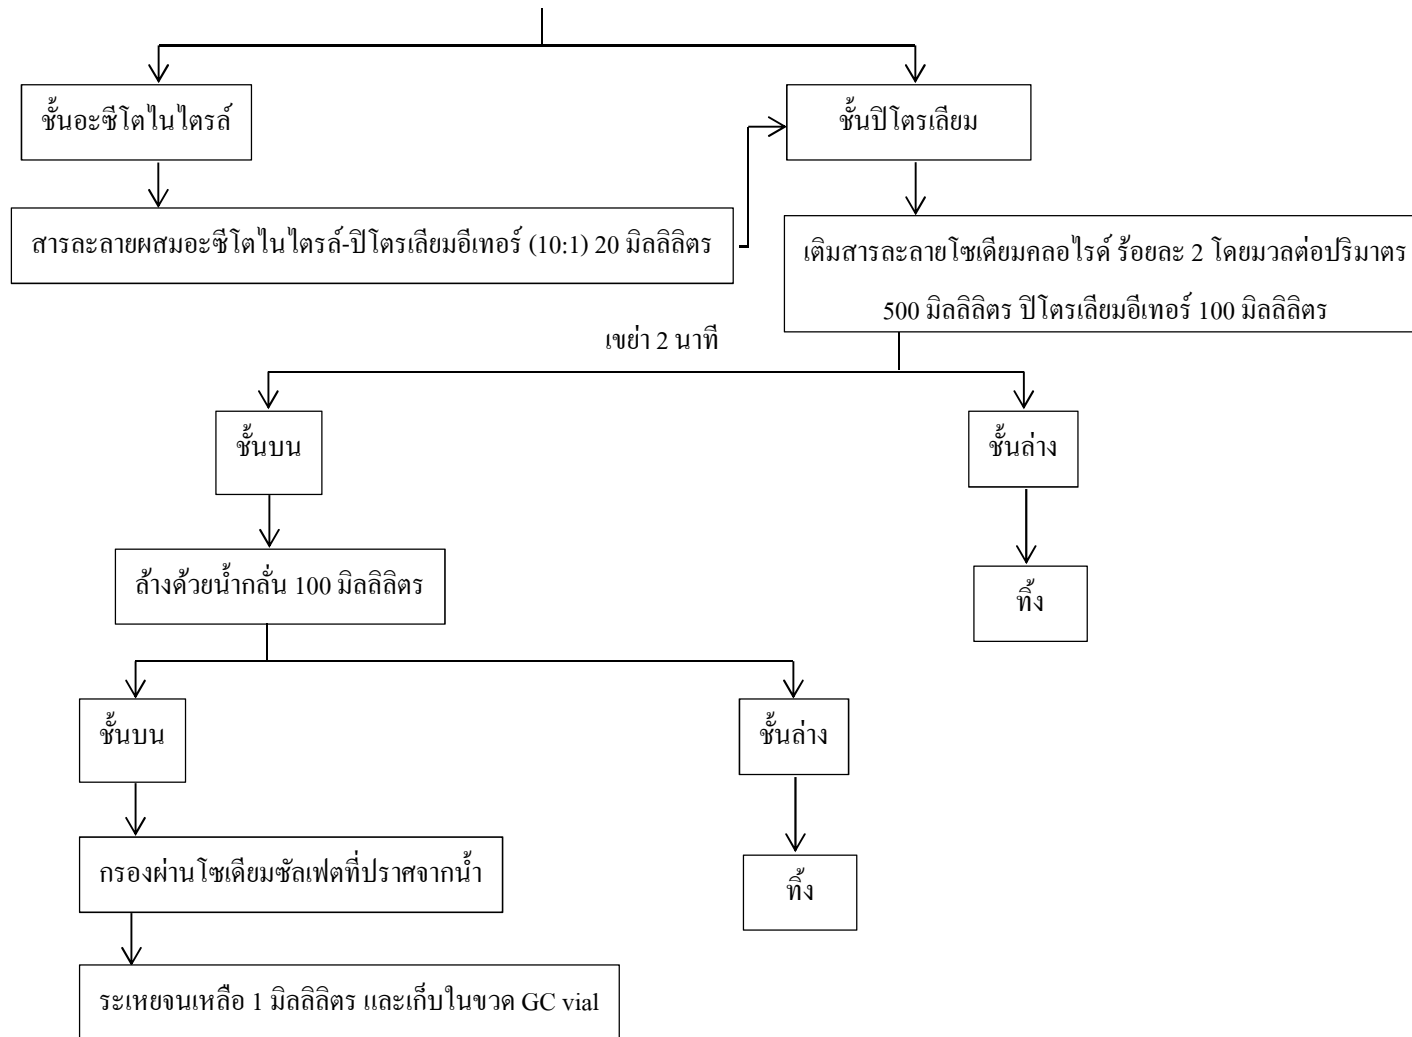 ชั้นอะซีโตไนไตรล์
ชั้นปิโตรเลียม
สารละลายผสมอะซีโตไนไตรล์-ปิโตรเลียมอีเทอร์ (10:1) 20 มิลลิลิตร
เติมสารละลายโซเดียมคลอไรด์ ร้อยละ 2 โดยมวลต่อปริมาตร
500 มิลลิลิตร ปิโตรเลียมอีเทอร์ 100 มิลลิลิตร
เขย่า 2 นาที
ชั้นบน
ชั้นล่าง
ล้างด้วยน้ำกลั่น 100 มิลลิลิตร
ทิ้ง
ชั้นบน
ชั้นล่าง
กรองผ่านโซเดียมซัลเฟตที่ปราศจากน้ำ
ทิ้ง
ระเหยจนเหลือ 1 มิลลิลิตร และเก็บในขวด GC vial